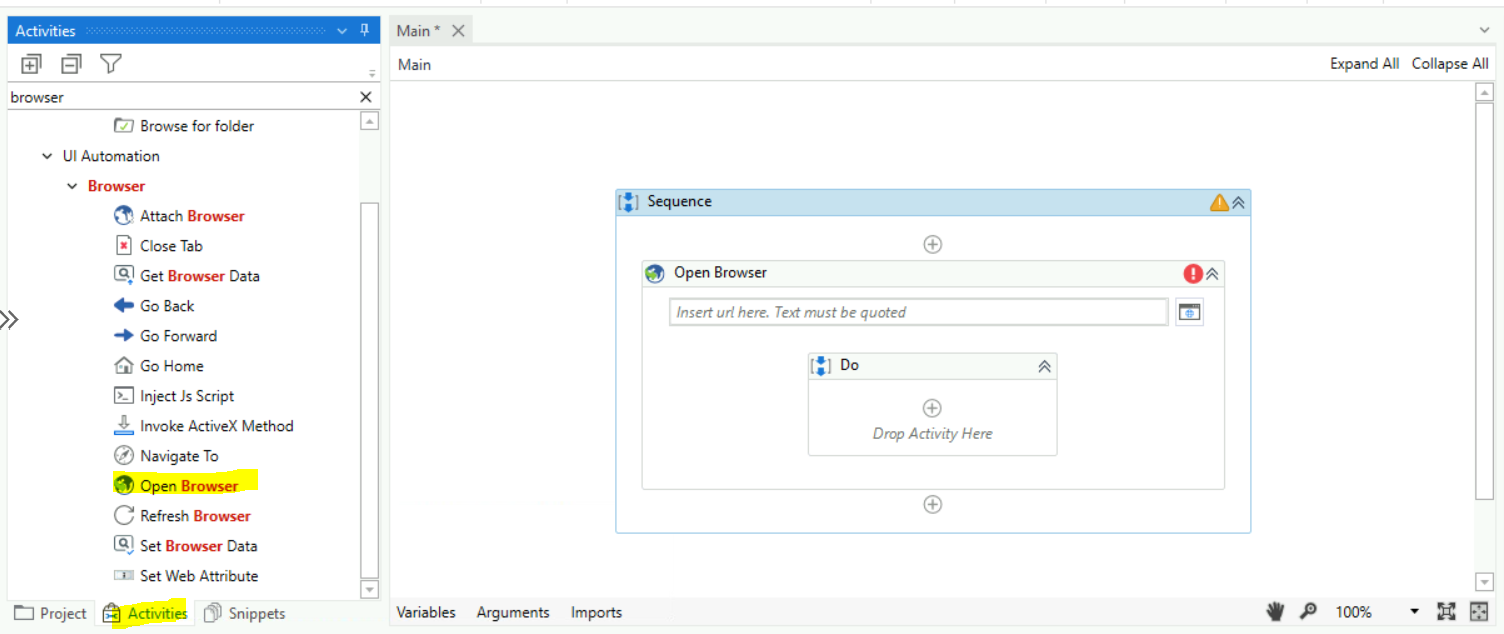 Activities
browser
Browse for folder
UI Automation
Browser
Attach Browser
Close Tab
Get Browser Data
Go Back
Go Forward
Go Home
Inject Js Script
Invoke ActiveX Method
Navigate To
Open Browser
Refresh Browser
Set Browser Data
Set Web Attribute
Project Activities Snippets
Main *
Main Expand All Collapse All
Sequence
Open Browser
Insert url here. Text must be quoted
Do
Drop Activity Here
Variables Arguments Imports 100%